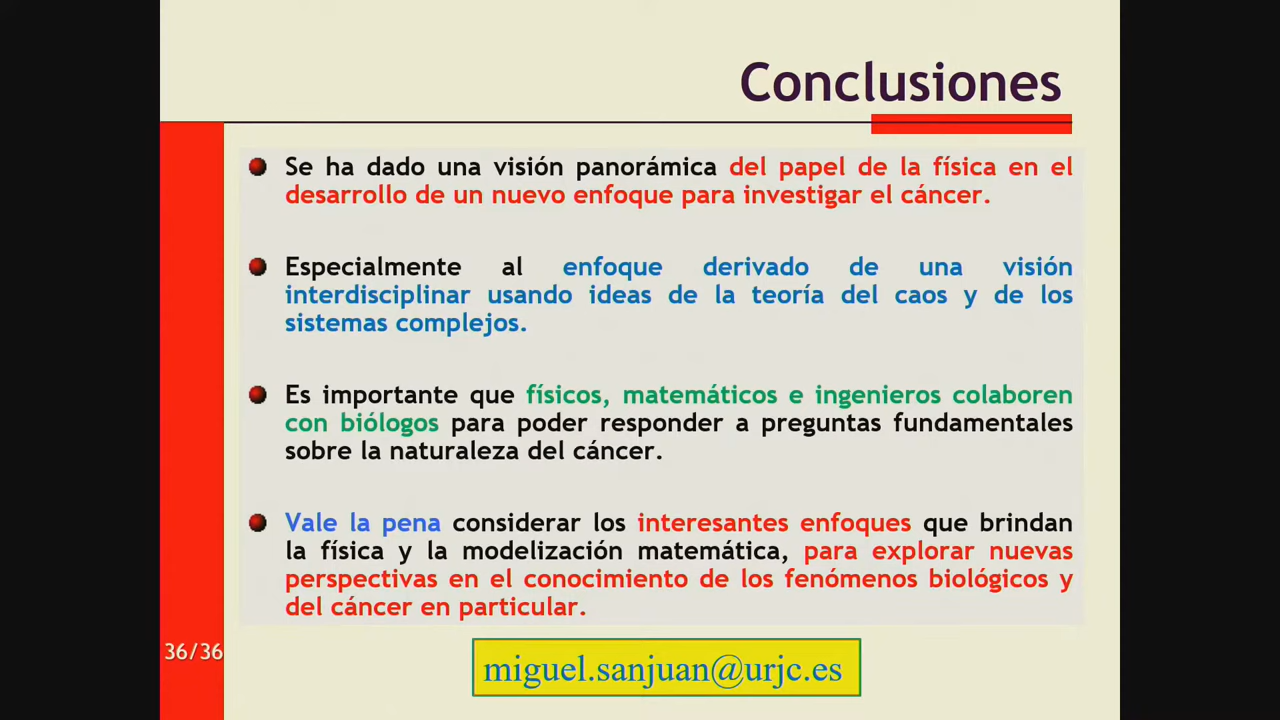 Conclusiones
Se ha dado una visión panorámica del papel de la física en el
desarrollo de un nuevo enfoque para investigar el cáncer.
Especialmente al enfoque derivado de una visión
interdisciplinar usando ideas de la teoría del caos y de los
sistemas complejos.
Es importante que físicos, matemáticos e ingenieros colaboren
con biólogos para poder responder a preguntas fundamentales
sobre la naturaleza del cáncer.
Vale la pena considerar los interesantes enfoques que brindan
la física y la modelización matemática, para explorar nuevas
perspectivas en el conocimiento de los fenómenos biológicos y
del cáncer en particular.
36/36
miguel.sanjuan@urjc.es